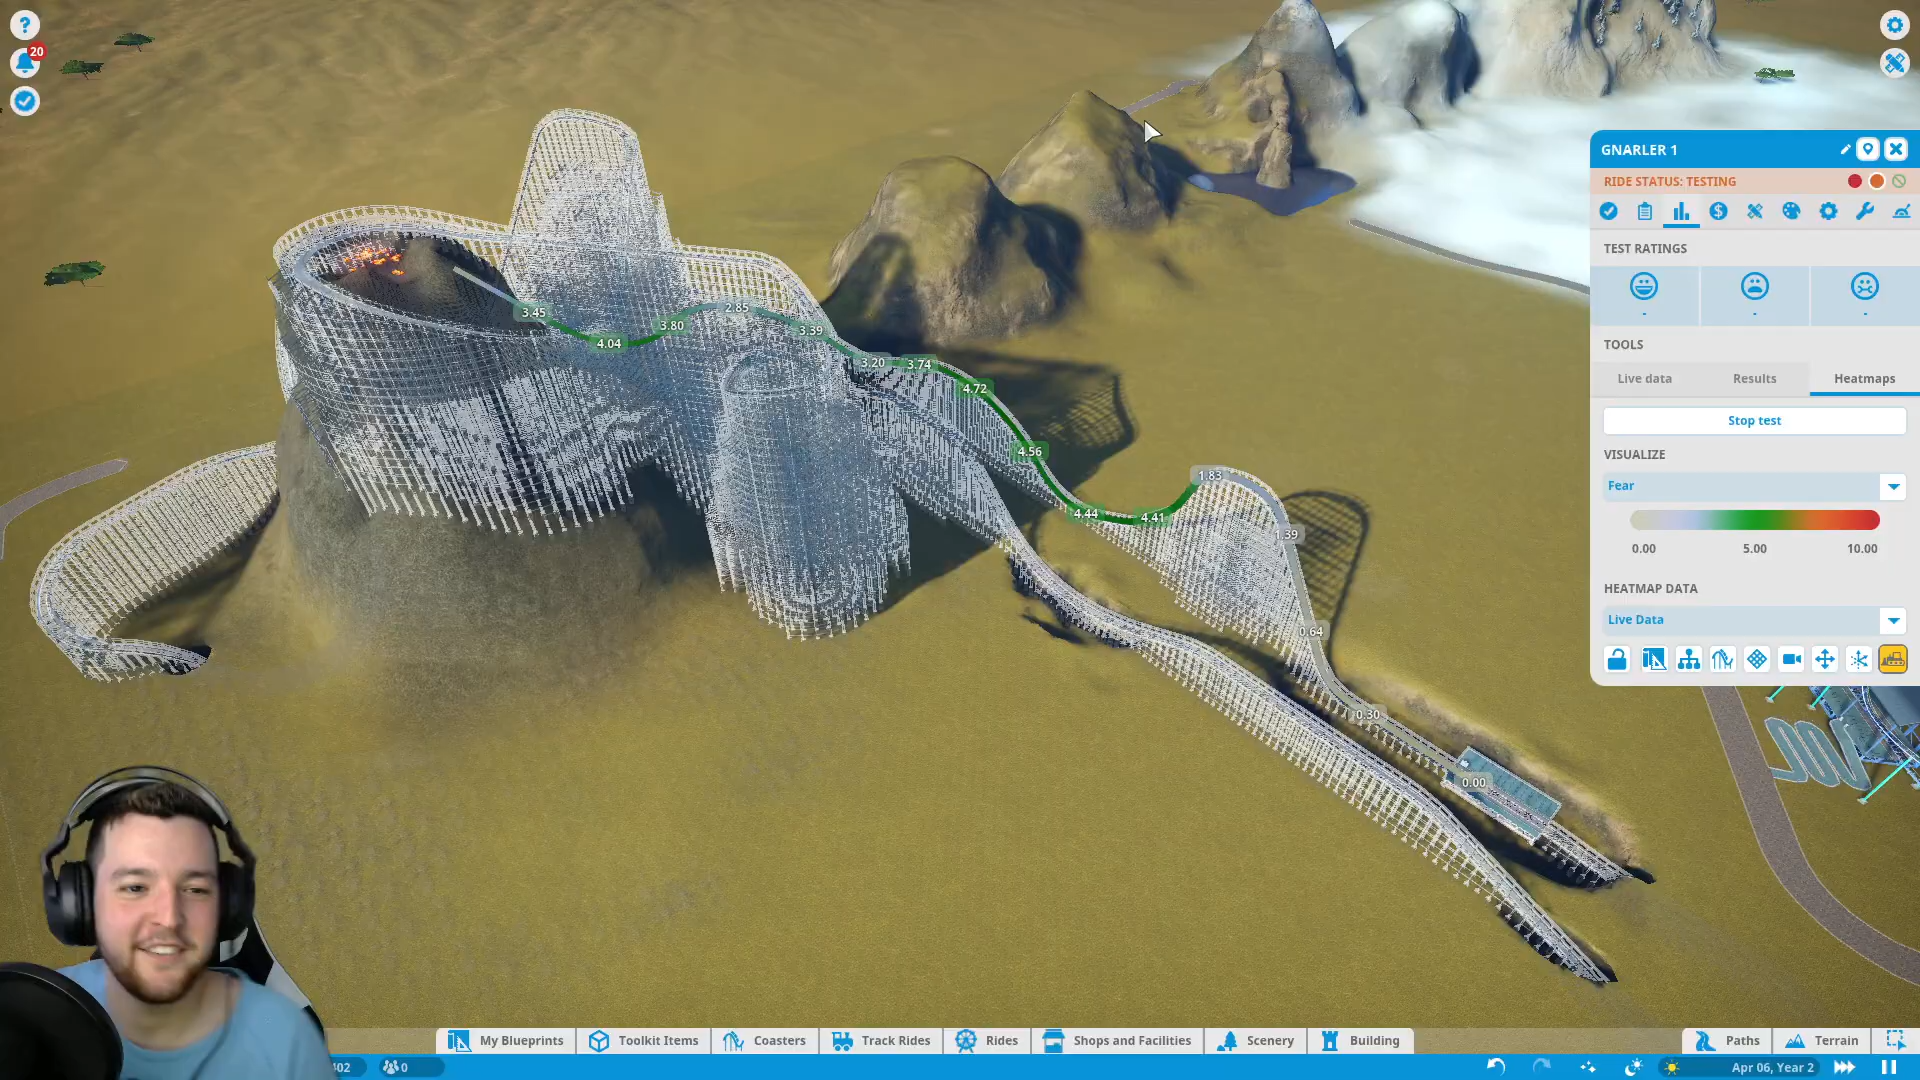 ?
20
GNARLER 1
RIDE STATUS: TESTING
TEST RATINGS
- - -
TOOLS
Live data Results Heatmaps
Stop test
VISUALIZE
Fear
0.00 5.00 10.00
HEATMAP DATA
Live Data
3.45
4.04
3.80
2.85
3.39
3.20
3.74
4.72
4.56
4.44
4.41
1.83
1.39
0.64
0.30
0.00
My Blueprints Toolkit Items Coasters Track Rides Rides Shops and Facilities Scenery Building Paths Terrain
402 0 Apr 06, Year 2